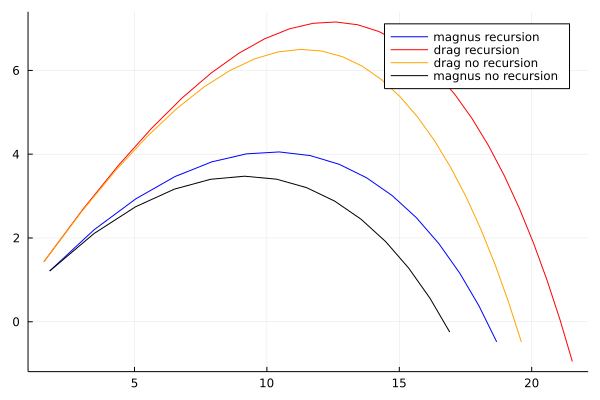 magnus recursion
drag recursion
drag no recursion
magnus no recursion
6
4
2
0
5 10 15 20